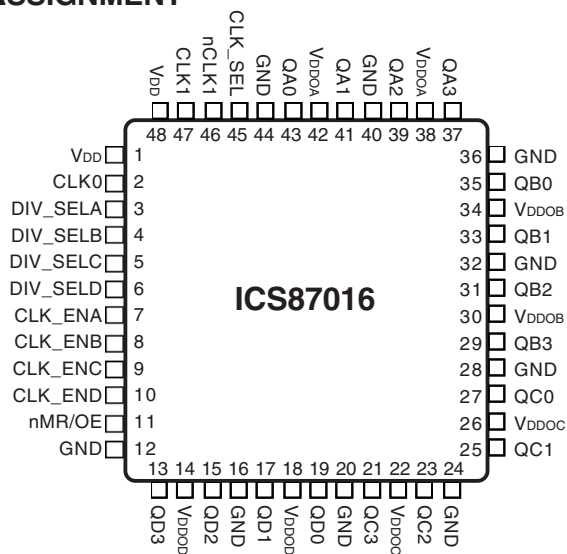 ASSIGNMENT
VDD CLK1 nCLK1 CLK_SEL GND QA0 VDDOA QA1 GND QA2 VDDOA QA3
48 47 46 45 44 43 42 41 40 39 38 37
VDD 1 36 GND
CLK0 2 35 QB0
DIV_SELA 3 34 VDDOB
DIV_SELB 4 33 QB1
DIV_SELC 5 32 GND
DIV_SELD 6 31 QB2
ICS87016
CLK_ENA 7 30 VDDOB
CLK_ENB 8 29 QB3
CLK_ENC 9 28 GND
CLK_END 10 27 QC0
nMR/OE 11 26 VDDOC
GND 12 25 QC1
13 14 15 16 17 18 19 20 21 22 23 24
QD3 VDDOD QD2 GND QD1 VDDOD QD0 GND QC3 VDDOC QC2 GND